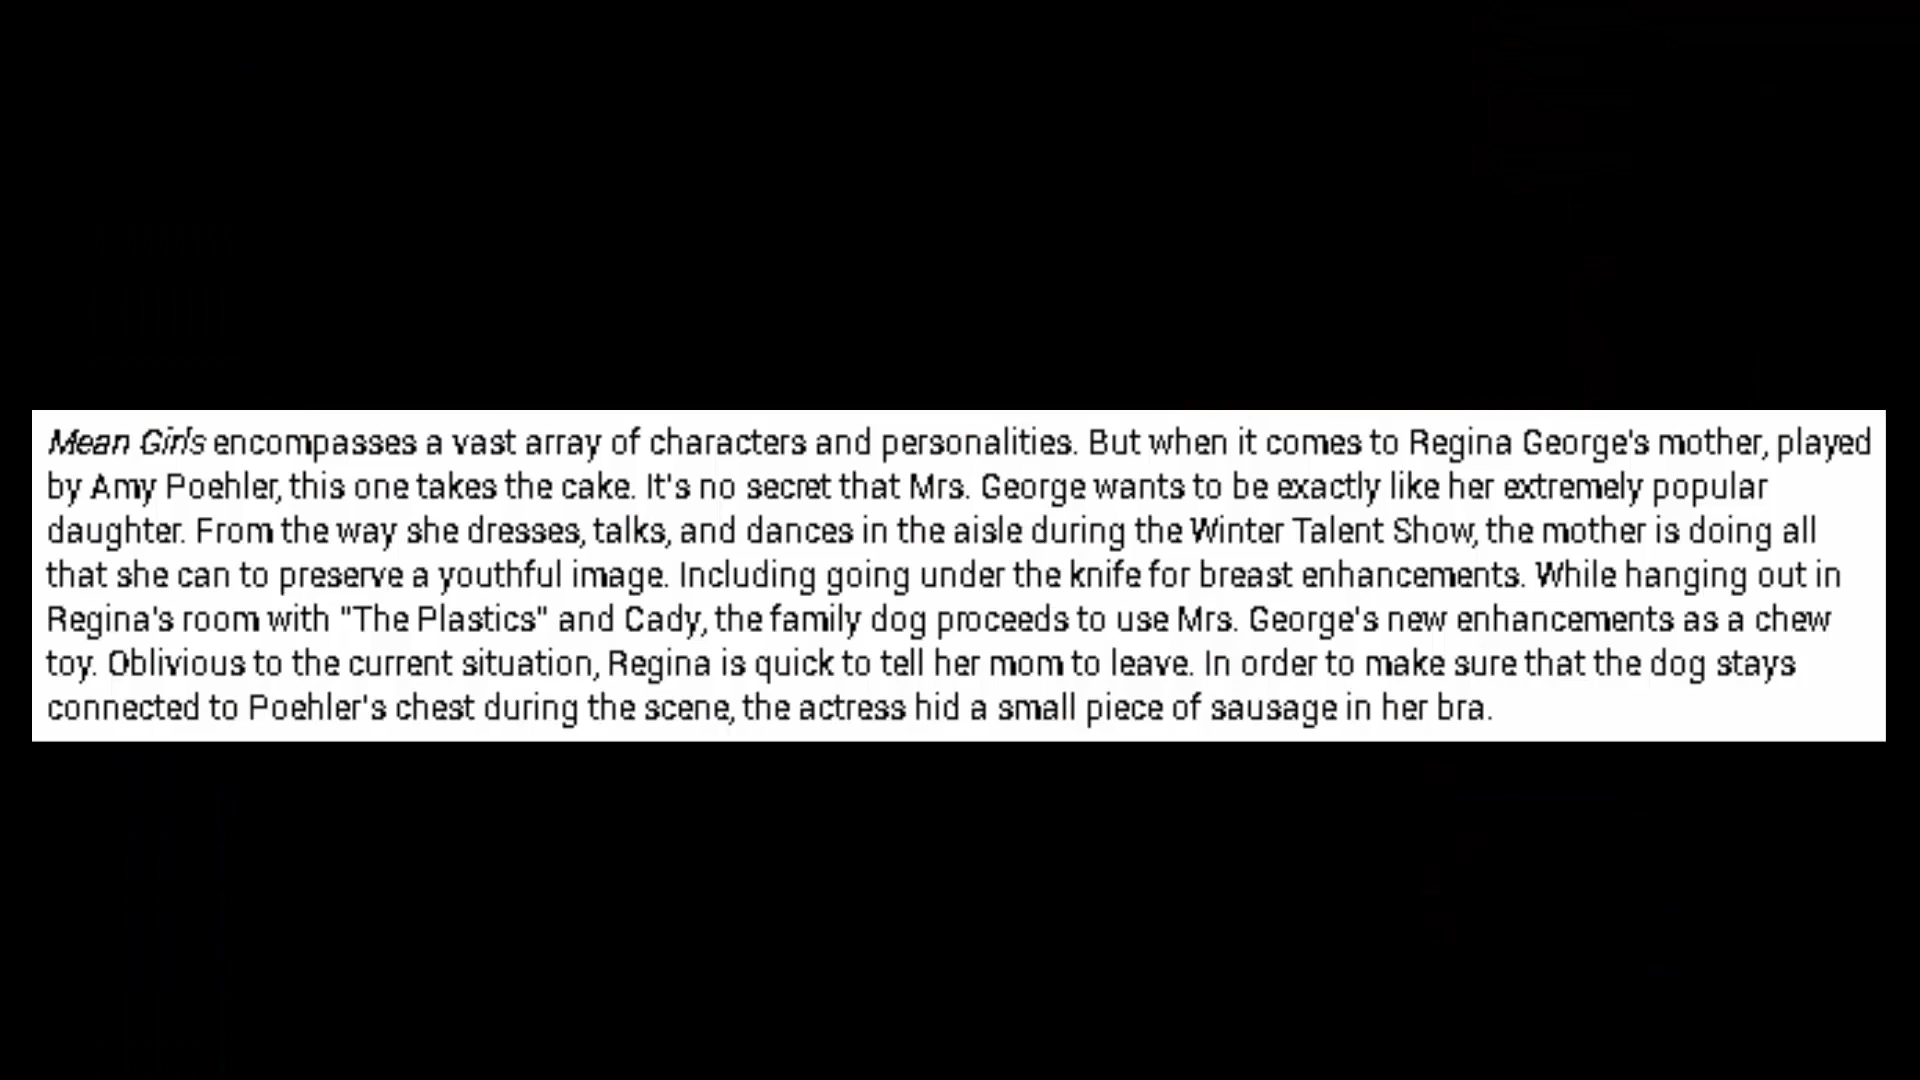 Mean Girls encompasses a vast array of characters and personalities. But when it comes to Regina George's mother, played
by Amy Poehler, this one takes the cake. It's no secret that Mrs. George wants to be exactly like her extremely popular
daughter. From the way she dresses, talks, and dances in the aisle during the Winter Talent Show, the mother is doing all
that she can to preserve a youthful image. Including going under the knife for breast enhancements. While hanging out in
Regina's room with "The Plastics" and Cady, the family dog proceeds to use Mrs. George's new enhancements as a chew
toy. Oblivious to the current situation, Regina is quick to tell her mom to leave. In order to make sure that the dog stays
connected to Poehler's chest during the scene, the actress hid a small piece of sausage in her bra.